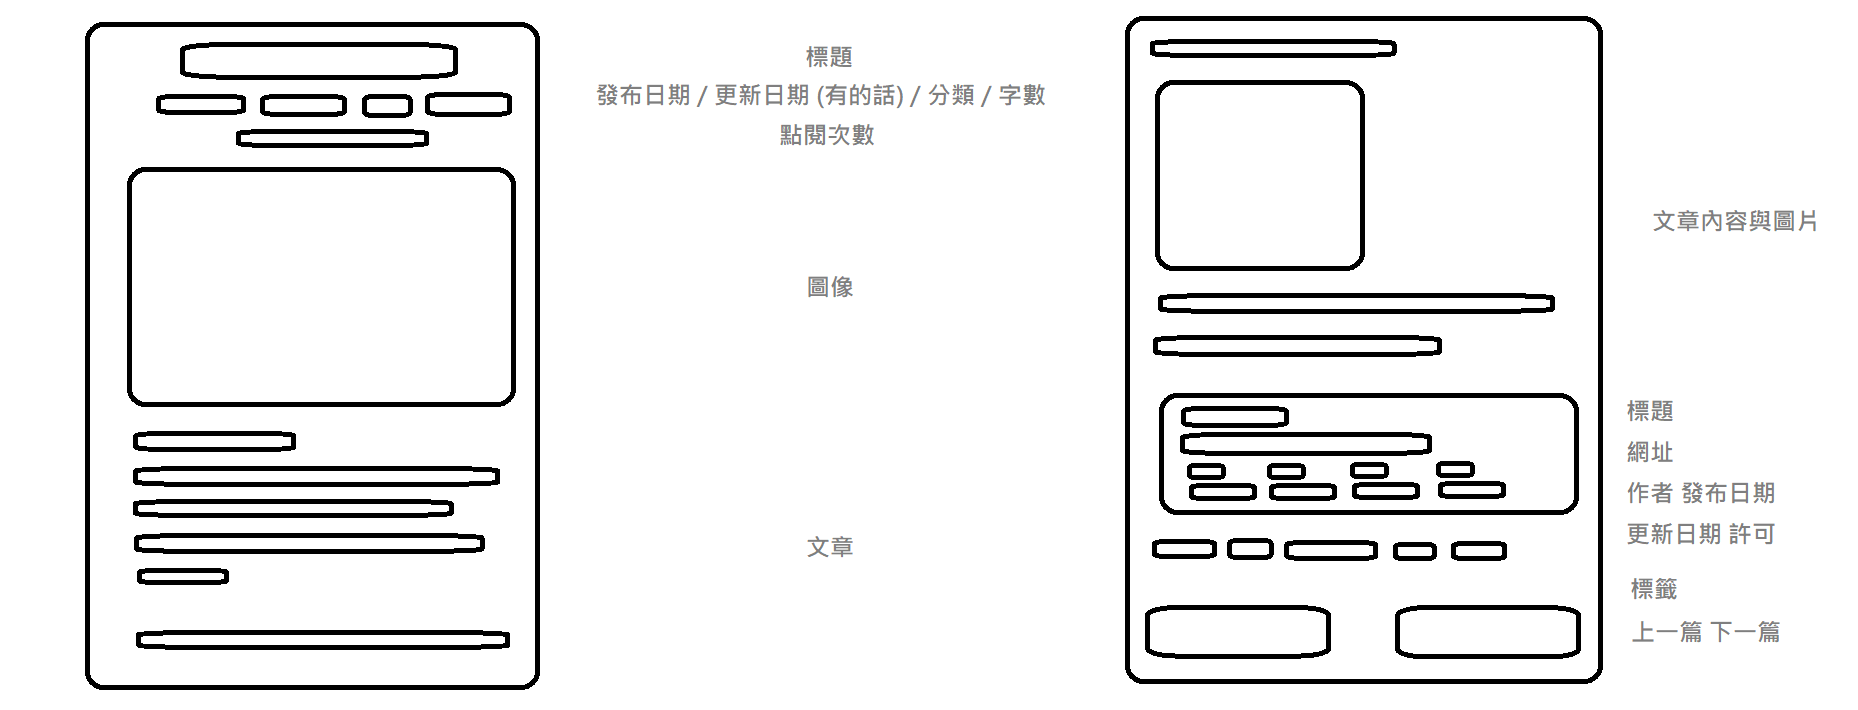 標題
發布日期 / 更新日期 (有的話) / 分類 / 字數
點閱次數
圖像
文章
文章內容與圖片
標題
網址
作者 發布日期
更新日期 許可
標籤
上一篇 下一篇